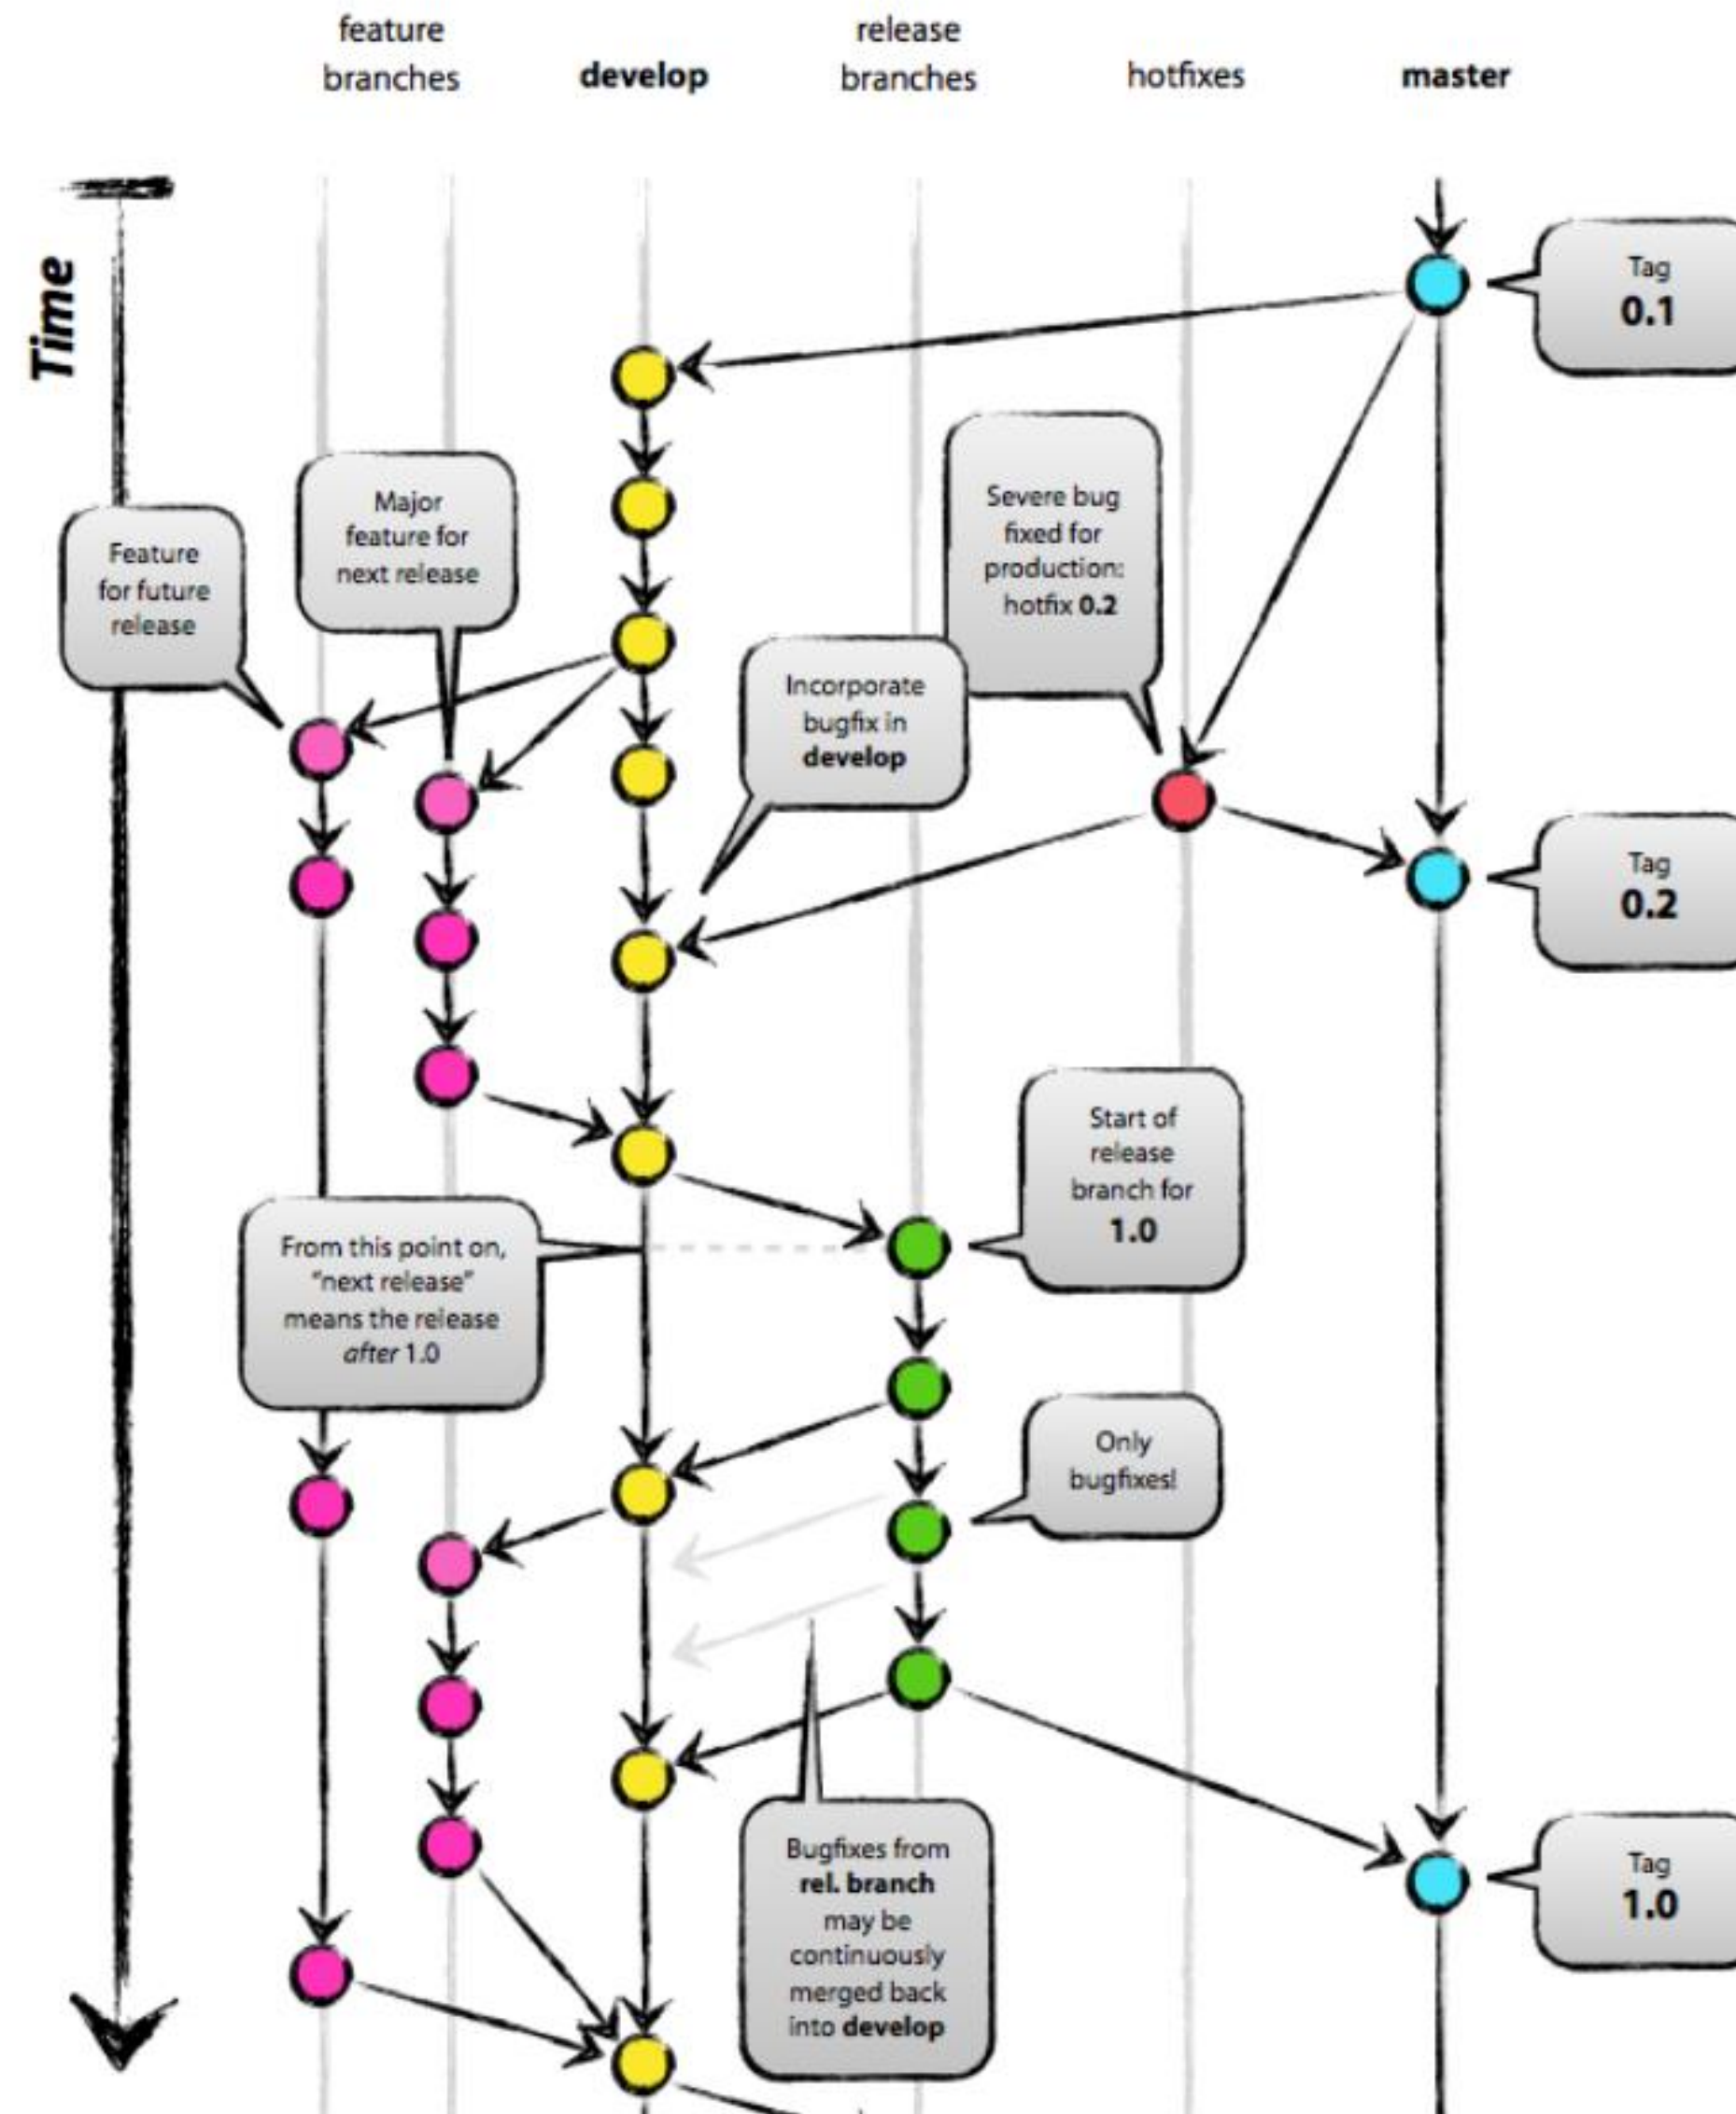 feature
branches
develop
release
branches
hotfixes
master
Time
Tag
0.1
Feature
for future
release
Major
feature for
next release
Severe bug
fixed for
production:
hotfix 0.2
Incorporate
bugfix in
develop
Tag
0.2
Start of
release
branch for
1.0
From this point on,
“next release”
means the release
after 1.0
Only
bugfixes!
Bugfixes from
rel. branch
may be
continuously
merged back
into develop
Tag
1.0